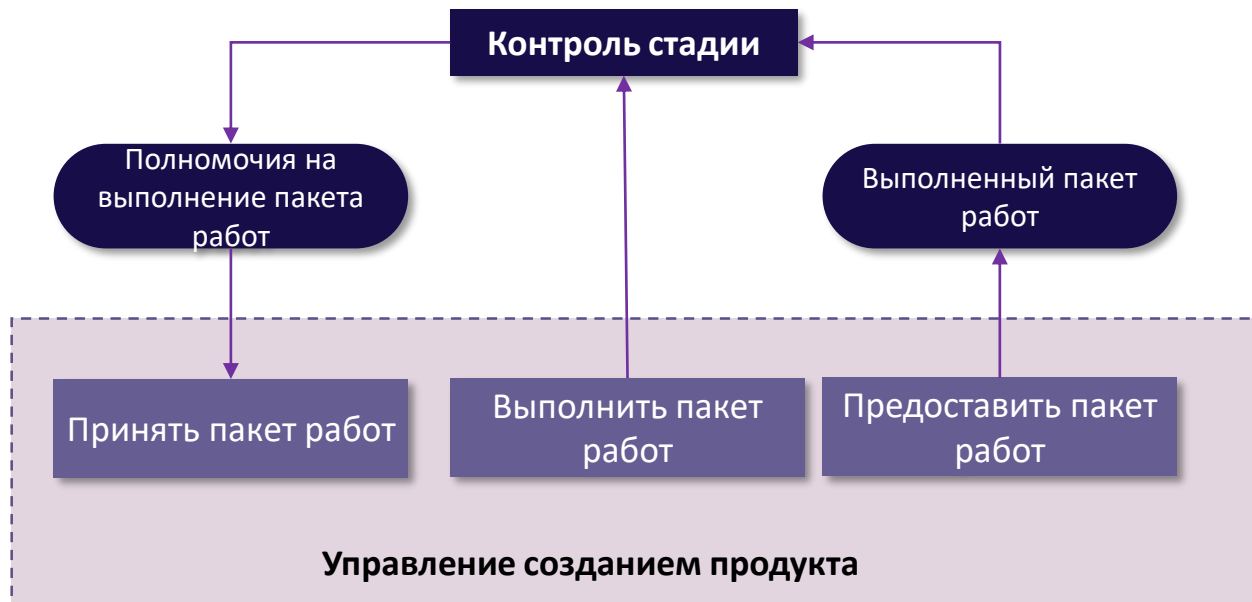 Контроль стадии
Полномочия на
выполнение пакета
работ
Выполненный пакет
работ
Принять пакет работ
Выполнить пакет
работ
Предоставить пакет
работ
Управление созданием продукта